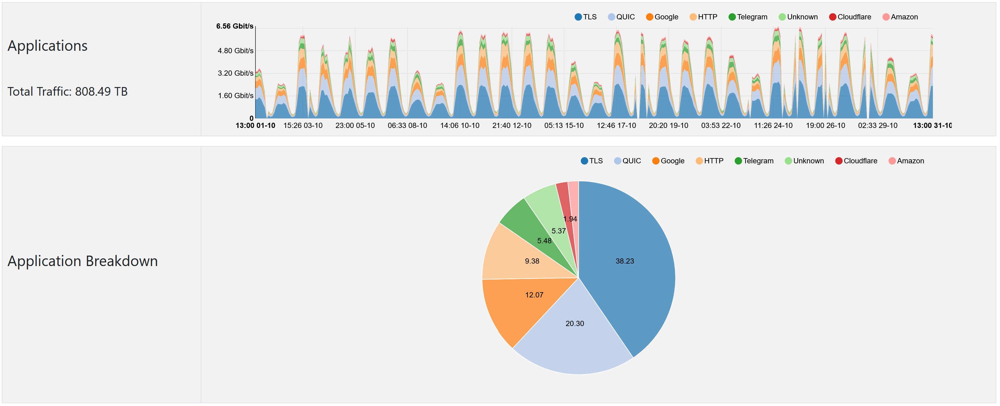 TLS QUIC Google HTTP Telegram Unknown Cloudflare Amazon
Applications
Total Traffic: 808.49 TB
6.56 Gbit/s
4.80 Gbit/s
3.20 Gbit/s
1.60 Gbit/s
0
13:00 01-10 15:26 03-10 23:00 05-10 06:33 08-10 14:06 10-10 21:40 12-10 05:13 15-10 12:46 17-10 20:20 19-10 03:53 22-10 11:26 24-10 19:00 26-10 02:33 29-10 13:00 31-10
TLS QUIC Google HTTP Telegram Unknown Cloudflare Amazon
Application Breakdown
1.94
5.37
5.48
9.38
38.23
12.07
20.30